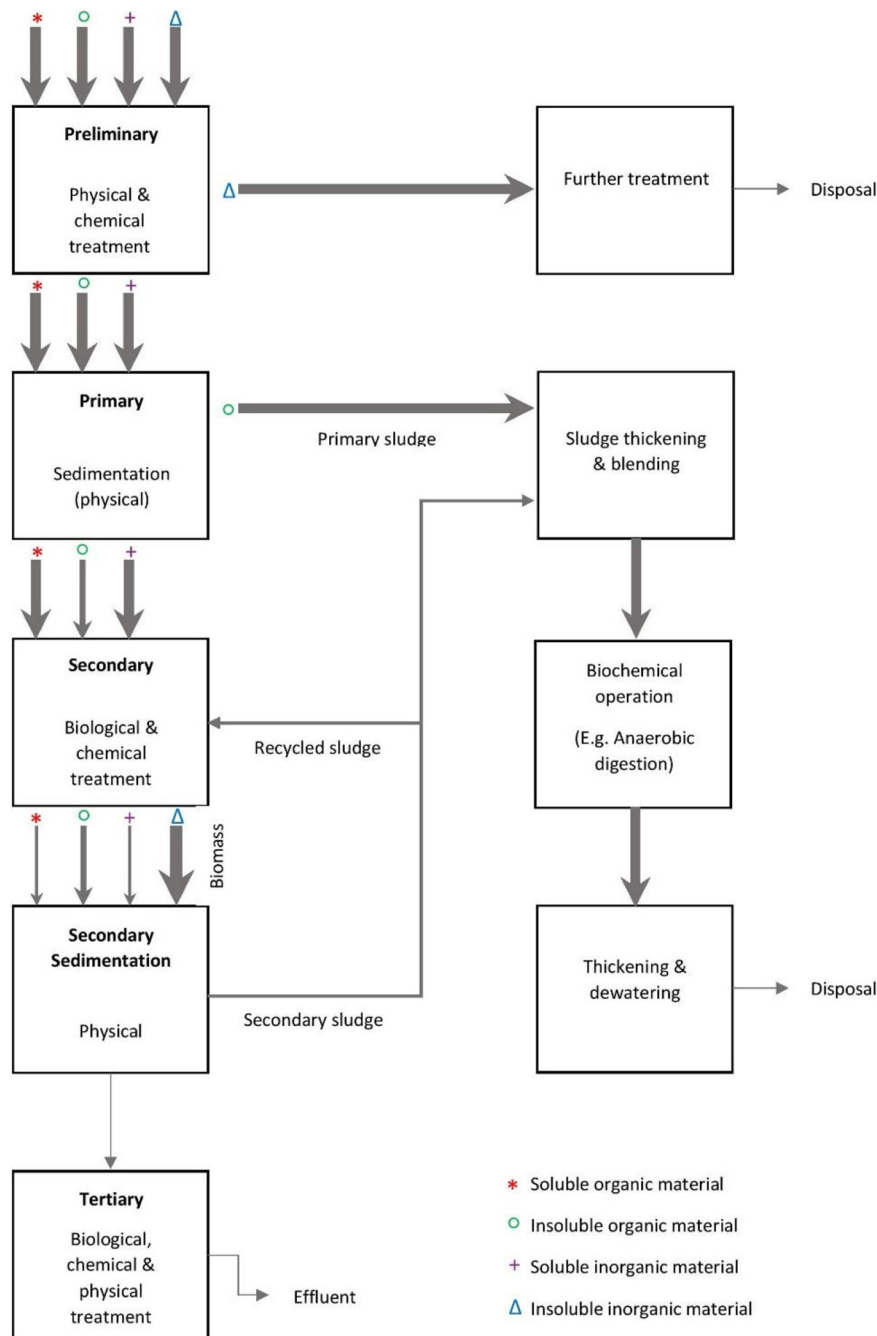 * ○ + Δ
Preliminary
Physical &
chemical
treatment
Δ
Further treatment
Disposal
* ○ +
Primary
Sedimentation
(physical)
○
Primary sludge
Sludge thickening
& blending
* ○ +
Secondary
Biological &
chemical
treatment
Recycled sludge
Biochemical
operation
(E.g. Anaerobic
digestion)
* ○ + Δ
Biomass
Secondary
Sedimentation
Physical
Secondary sludge
Thickening &
dewatering
Disposal
Tertiary
Biological,
chemical &
physical
treatment
Effluent
* Soluble organic material
○ Insoluble organic material
+ Soluble inorganic material
Δ Insoluble inorganic material